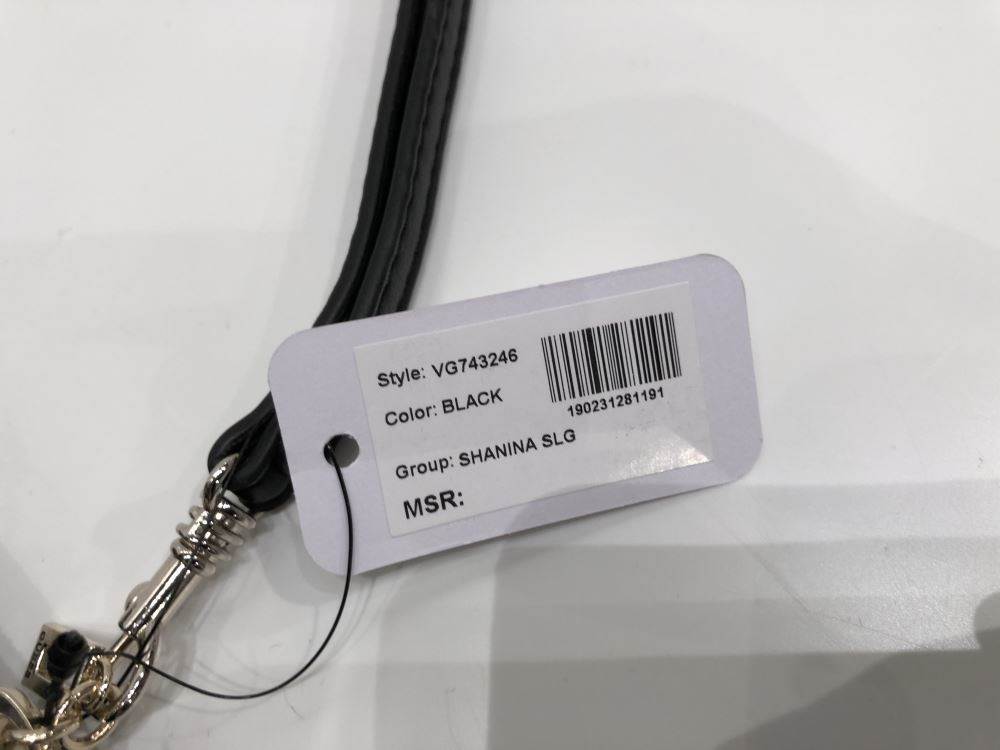 Style: VG743246
Color: BLACK
190231281191
Group: SHANINA SLG
MSR: